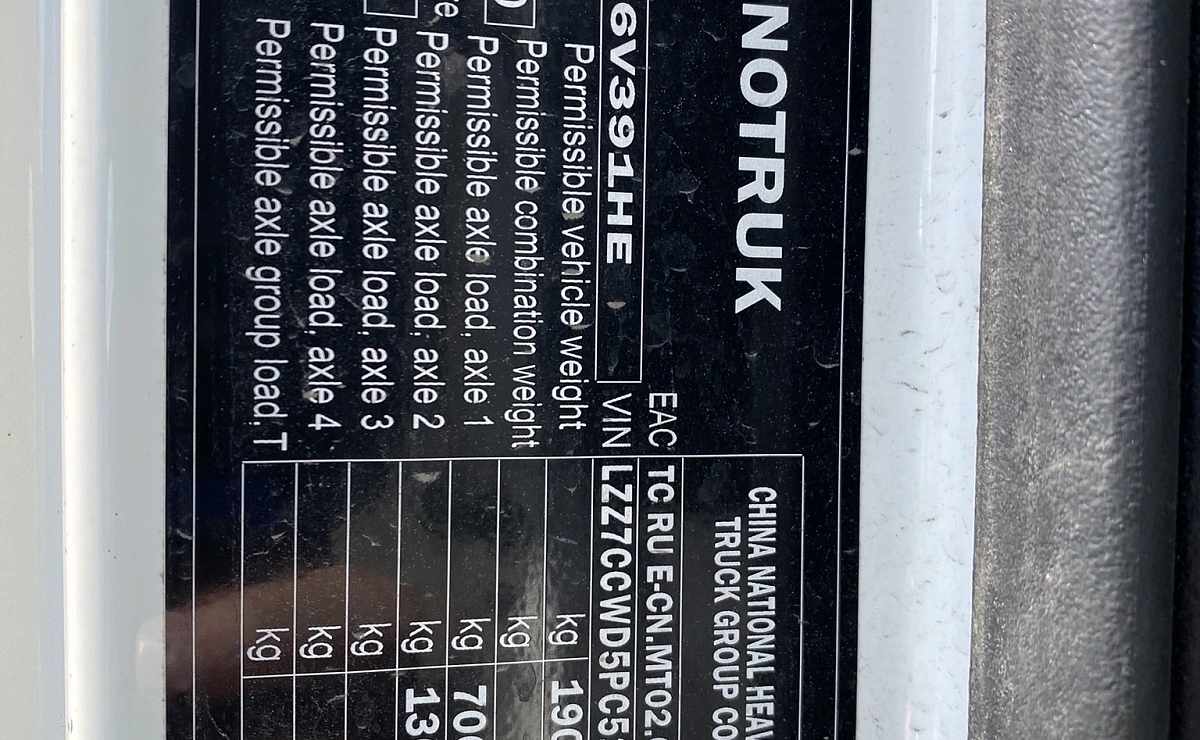 NOTRUK
CHINA NATIONAL HEAV
TRUCK GROUP CO
EAC TC RU E-CN.MT02.
6V391HE VIN LZZ7CCWD5PC5
Permissible vehicle weight kg 190
Permissible combination weight kg
Permissible axle load, axle 1 kg 700
Permissible axle load, axle 2 kg 13
Permissible axle load, axle 3 kg
Permissible axle load, axle 4 kg
Permissible axle group load, T kg